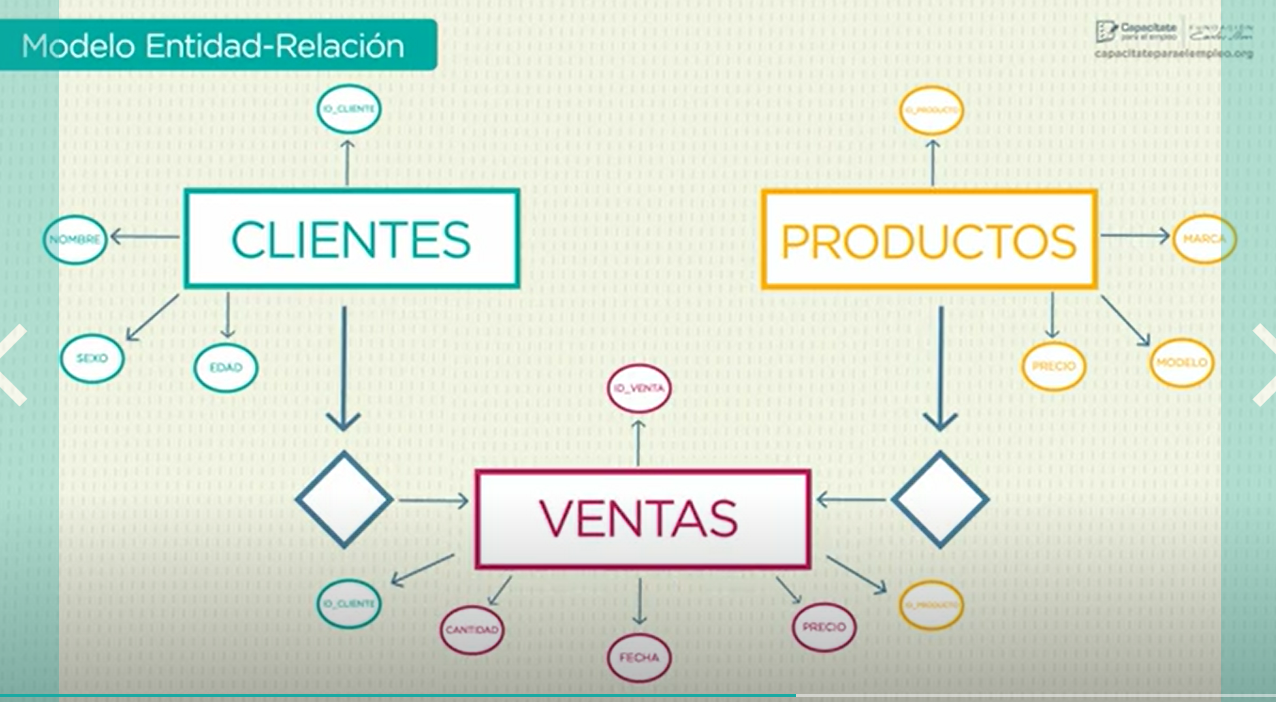 Modelo Entidad-Relación
Capacítate
para el empleo
FUNDACIÓN
Carlos Slim
capacitateparaelempleo.org
ID_CLIENTE
ID_PRODUCTO
CLIENTES
PRODUCTOS
NOMBRE
MARCA
SEXO
EDAD
PRECIO
MODELO
ID_VENTA
VENTAS
ID_CLIENTE
CANTIDAD
FECHA
PRECIO
ID_PRODUCTO